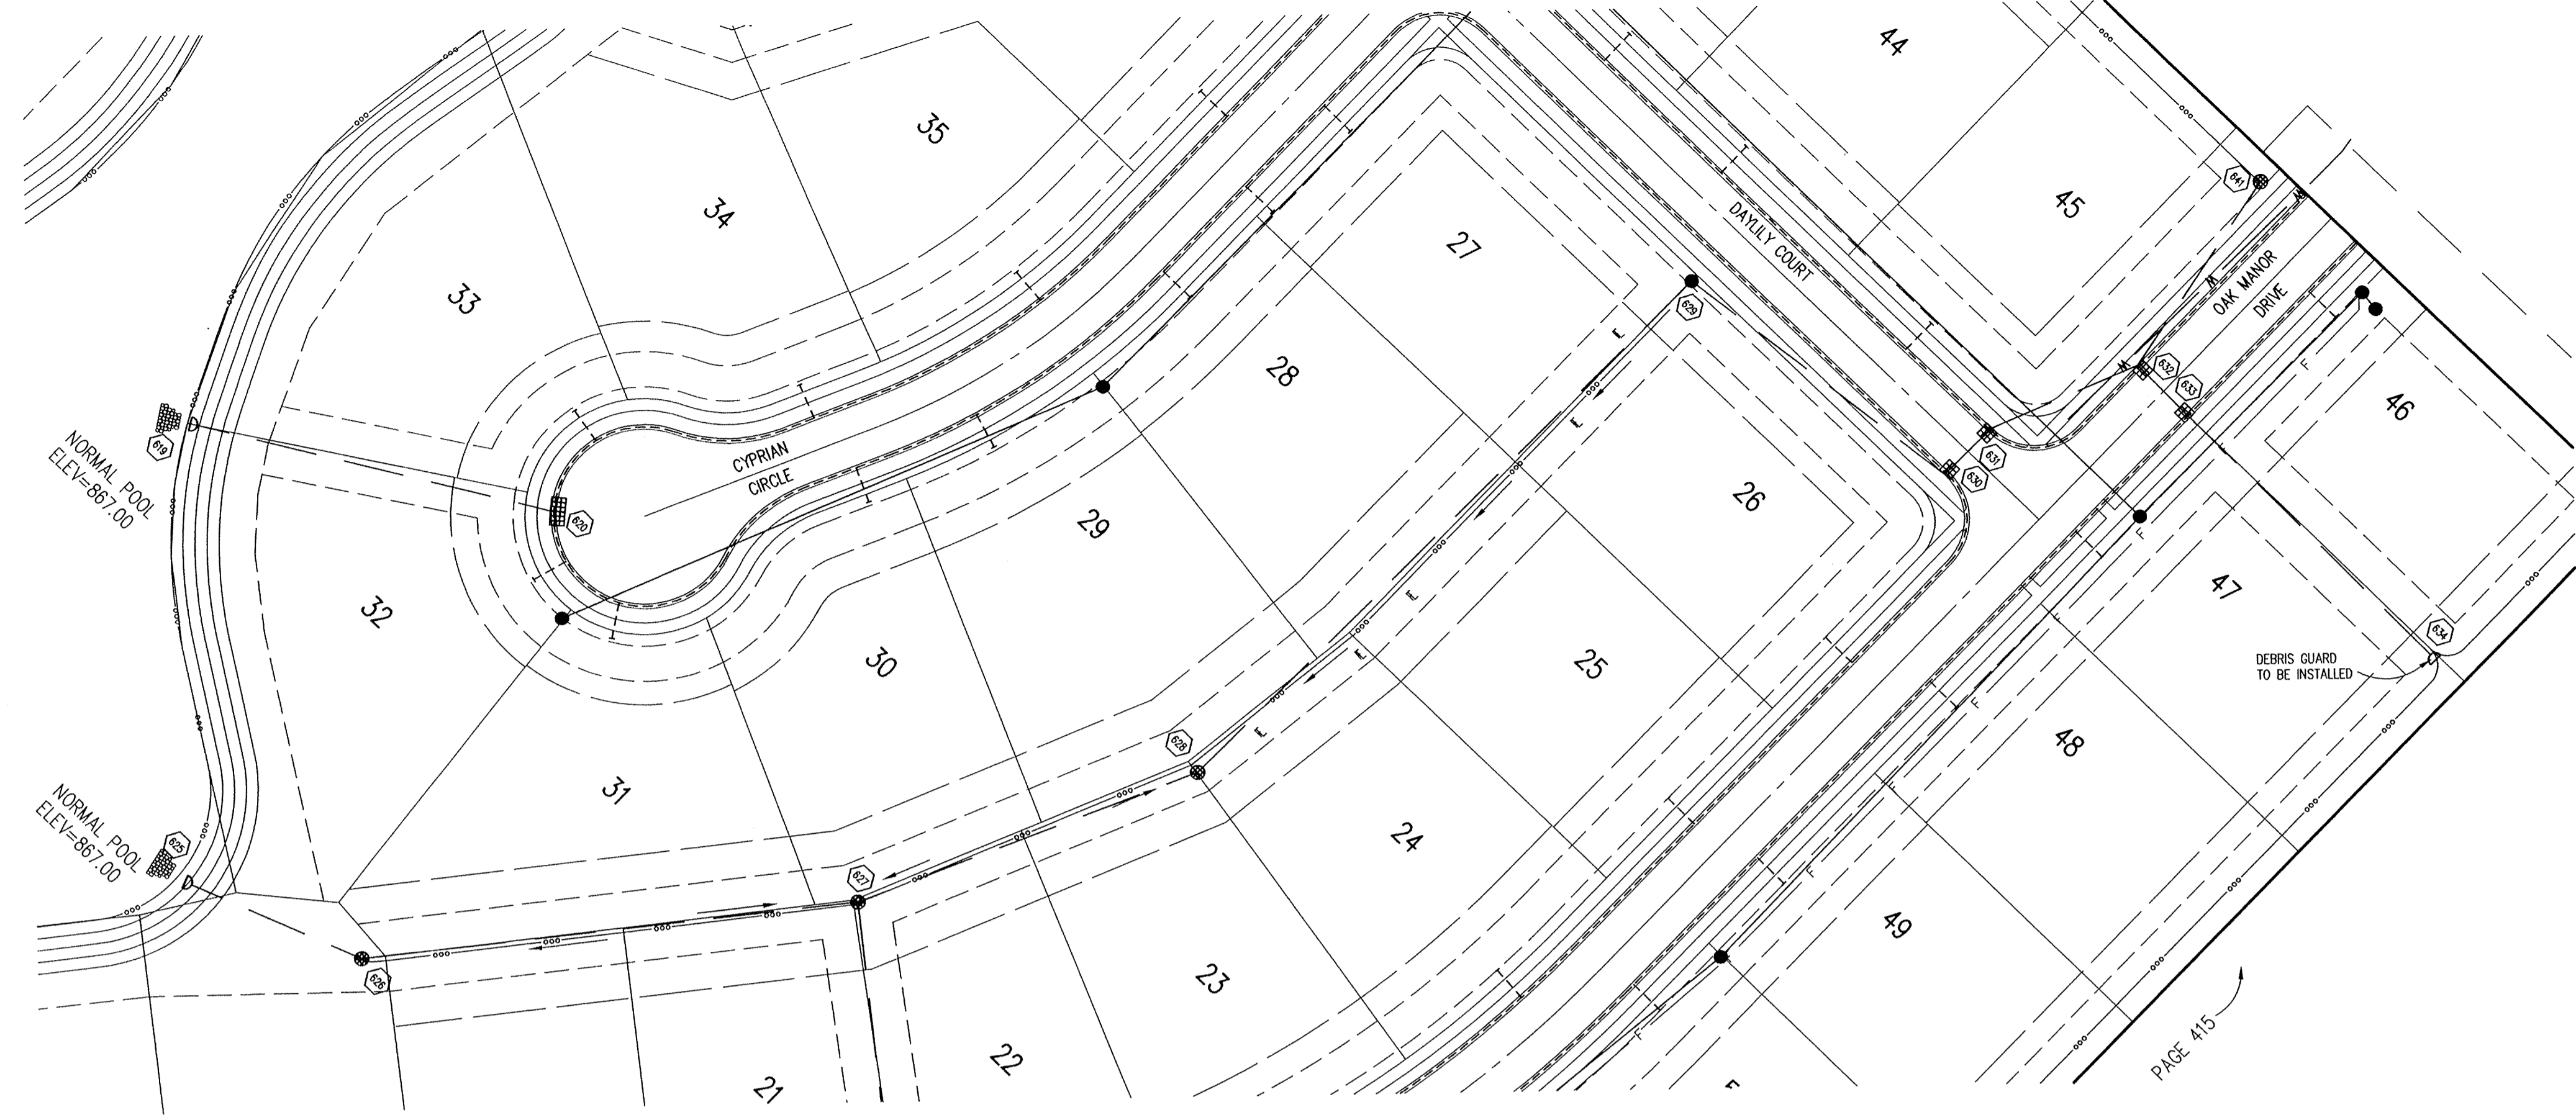 44
35
641
45
34
27
DAYLILY COURT
OAK MANOR
DRIVE
33
629
28
632
633
46
619
NORMAL POOL
ELEV=867.00
CYPRIAN
CIRCLE
631
630
26
620
29
47
32
634
DEBRIS GUARD
TO BE INSTALLED
30
25
628
48
31
NORMAL POOL
ELEV=867.00
625
24
627
49
626
23
22
21
PAGE 415